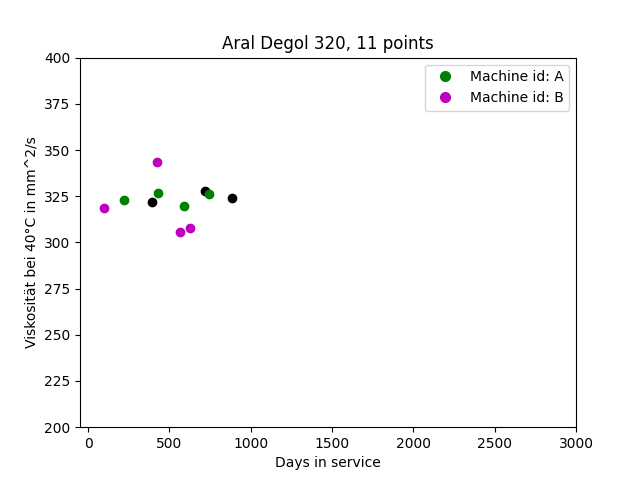 Aral Degol 320, 11 points
Machine id: A
Machine id: B
Viskosität bei 40°C in mm^2/s
400
375
350
325
300
275
250
225
200
0 500 1000 1500 2000 2500 3000
Days in service